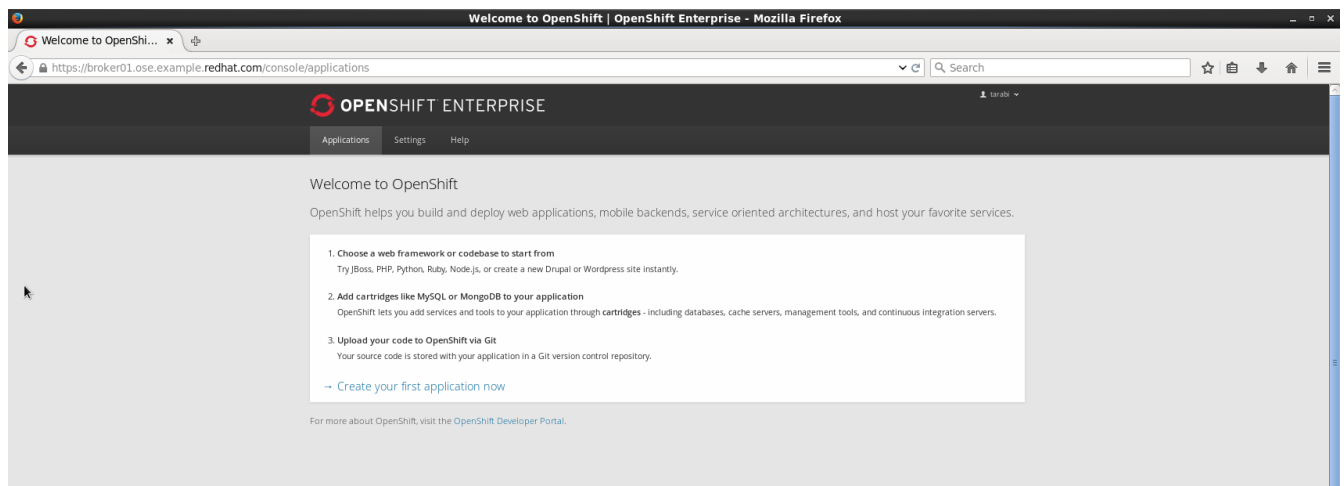 Welcome to OpenShift | OpenShift Enterprise - Mozilla Firefox
Welcome to OpenShi...
https://broker01.ose.example.redhat.com/console/applications
Search
OPENSHIFT ENTERPRISE
tarabi
Applications Settings Help
Welcome to OpenShift
OpenShift helps you build and deploy web applications, mobile backends, service oriented architectures, and host your favorite services.
1. Choose a web framework or codebase to start from
Try JBoss, PHP, Python, Ruby, Node.js, or create a new Drupal or Wordpress site instantly.
2. Add cartridges like MySQL or MongoDB to your application
OpenShift lets you add services and tools to your application through cartridges - including databases, cache servers, management tools, and continuous integration servers.
3. Upload your code to OpenShift via Git
Your source code is stored with your application in a Git version control repository.
→ Create your first application now
For more about OpenShift, visit the OpenShift Developer Portal.